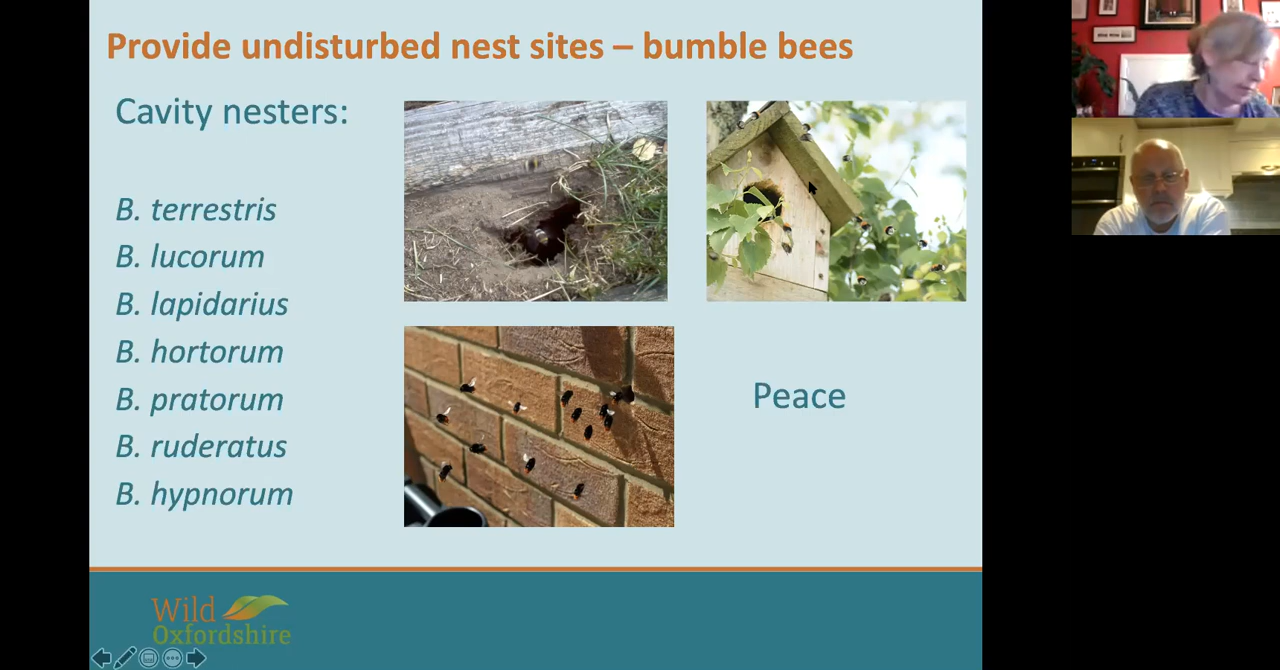 Provide undisturbed nest sites – bumble bees
Cavity nesters:
B. terrestris
B. lucorum
B. lapidarius
B. hortorum
B. pratorum
B. ruderatus
B. hypnorum
Peace
Wild
Oxfordshire